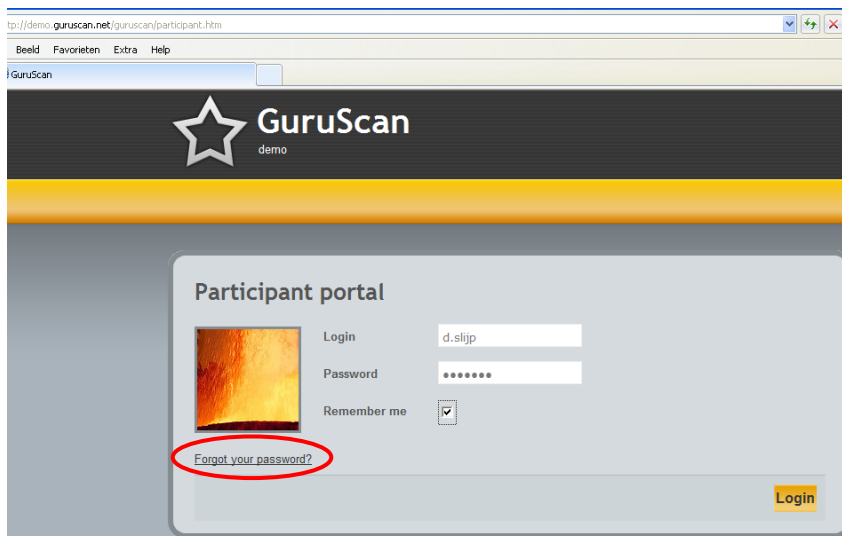 tp://demo.guruscan.net/guruscan/participant.htm
Beeld Favorieten Extra Help
GuruScan
GuruScan
demo
Participant portal
Login d.slijp
Password •••••••
Remember me
Forgot your password?
Login